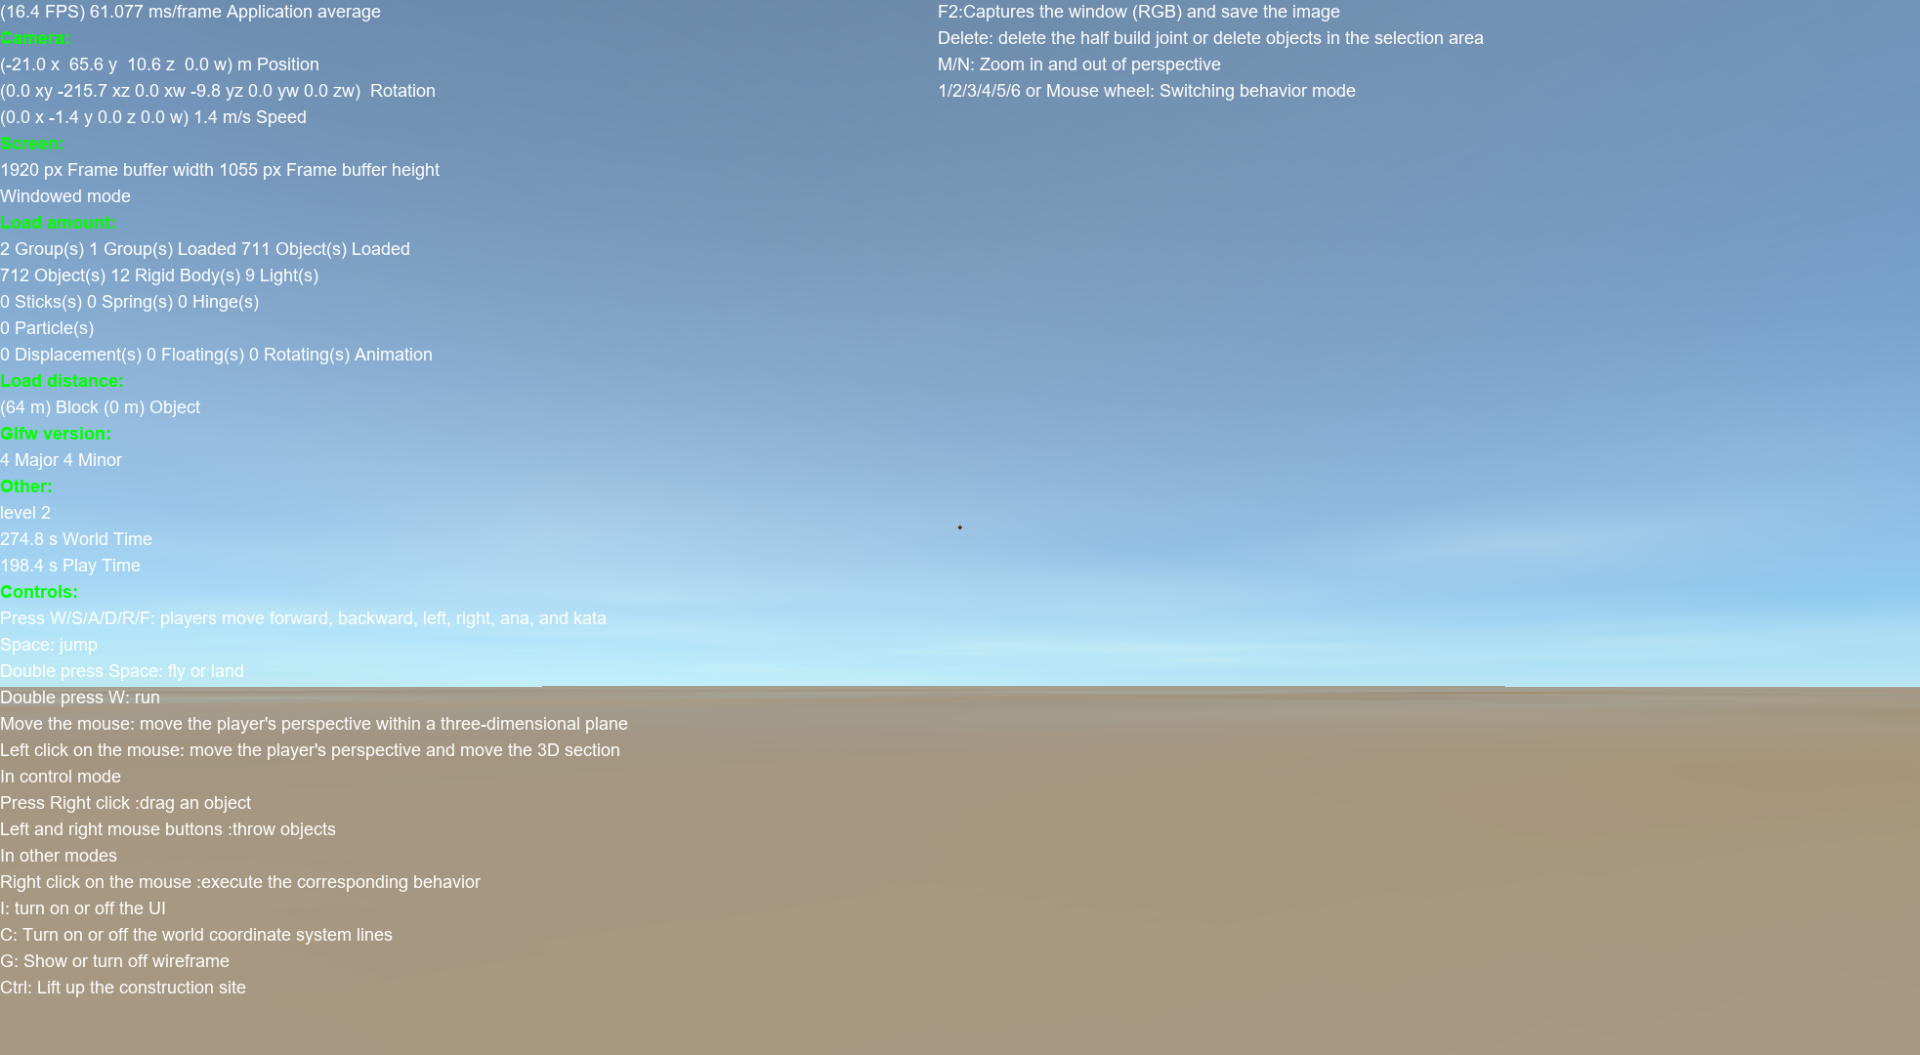 (16.4 FPS) 61.077 ms/frame Application average
Camera:
(-21.0 x  65.6 y  10.6 z  0.0 w) m Position
(0.0 xy -215.7 xz 0.0 xw -9.8 yz 0.0 yw 0.0 zw)  Rotation
(0.0 x -1.4 y 0.0 z 0.0 w) 1.4 m/s Speed
Screen:
1920 px Frame buffer width 1055 px Frame buffer height
Windowed mode
Load amount:
2 Group(s) 1 Group(s) Loaded 711 Object(s) Loaded
712 Object(s) 12 Rigid Body(s) 9 Light(s)
0 Sticks(s) 0 Spring(s) 0 Hinge(s)
0 Particle(s)
0 Displacement(s) 0 Floating(s) 0 Rotating(s) Animation
Load distance:
(64 m) Block (0 m) Object
Glfw version:
4 Major 4 Minor
Other:
level 2
274.8 s World Time
198.4 s Play Time
Controls:
Press W/S/A/D/R/F: players move forward, backward, left, right, ana, and kata
Space: jump
Double press Space: fly or land
Double press W: run
Move the mouse: move the player's perspective within a three-dimensional plane
Left click on the mouse: move the player's perspective and move the 3D section
In control mode
Press Right click :drag an object
Left and right mouse buttons :throw objects
In other modes
Right click on the mouse :execute the corresponding behavior
I: turn on or off the UI
C: Turn on or off the world coordinate system lines
G: Show or turn off wireframe
Ctrl: Lift up the construction site
F2:Captures the window (RGB) and save the image
Delete: delete the half build joint or delete objects in the selection area
M/N: Zoom in and out of perspective
1/2/3/4/5/6 or Mouse wheel: Switching behavior mode